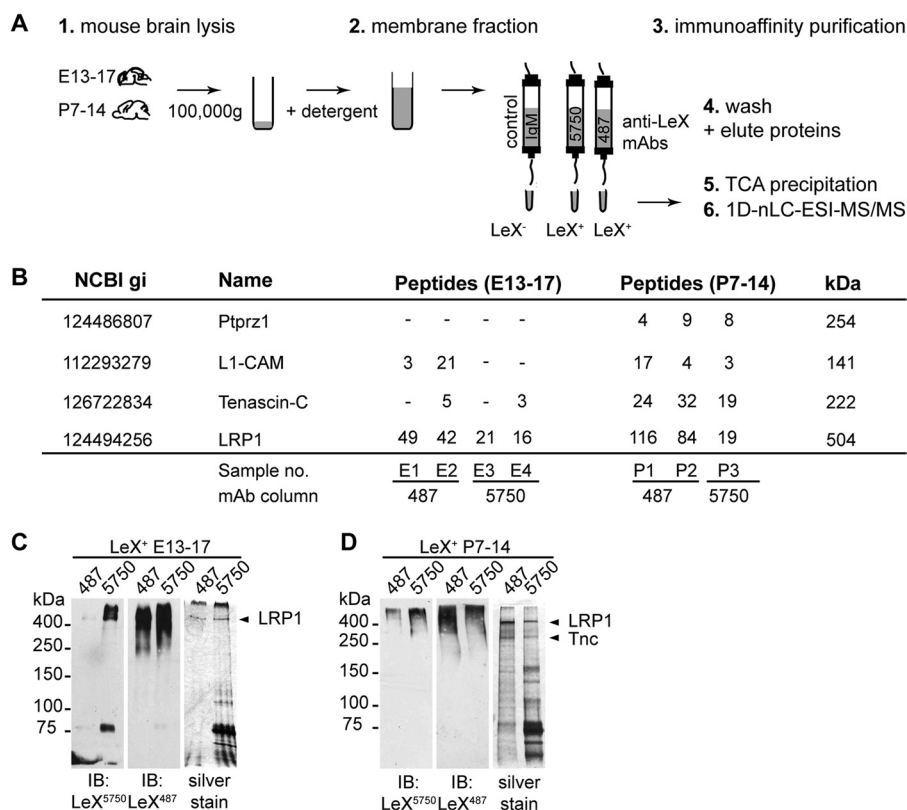 A
1. mouse brain lysis
2. membrane fraction
3. immunoaffinity purification
E13-17
P7-14
100,000g
+ detergent
control
IgM
5750
487
anti-LeX
mAbs
4. wash
+ elute proteins
5. TCA precipitation
6. 1D-nLC-ESI-MS/MS
LeX⁻ LeX⁺ LeX⁺
B
NCBI gi Name Peptides (E13-17) Peptides (P7-14) kDa
124486807 Ptprz1 - - - - 4 9 8 254
112293279 L1-CAM 3 21 - - 17 4 3 141
126722834 Tenascin-C - 5 - 3 24 32 19 222
124494256 LRP1 49 42 21 16 116 84 19 504
Sample no. E1 E2 E3 E4 P1 P2 P3
mAb column 487 5750 487 5750
C
LeX⁺ E13-17
487 5750 487 5750 487 5750
kDa
400
250
150
100
75
LRP1
IB: IB: silver
LeX⁵⁷⁵⁰ LeX⁴⁸⁷ stain
D
LeX⁺ P7-14
487 5750 487 5750 487 5750
kDa
400
250
150
100
75
LRP1
Tnc
IB: IB: silver
LeX⁵⁷⁵⁰ LeX⁴⁸⁷ stain